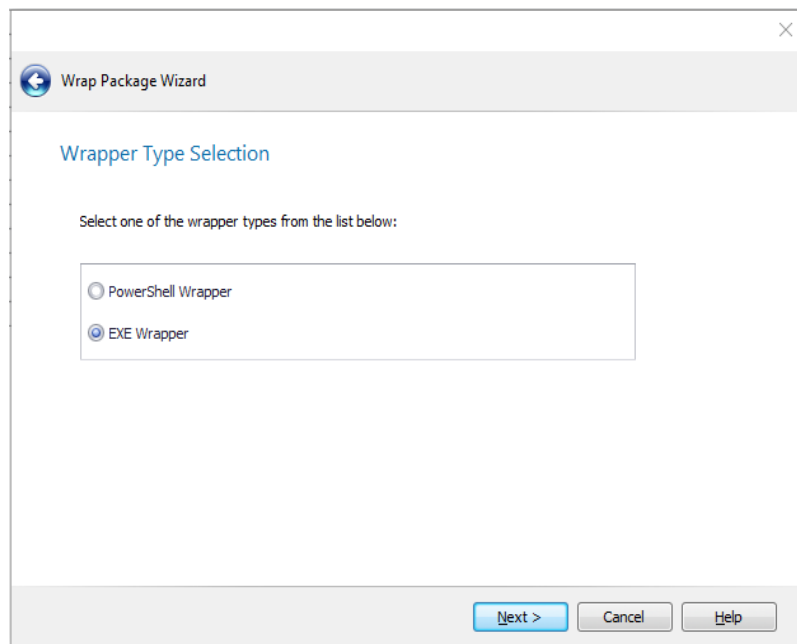 Wrap Package Wizard
Wrapper Type Selection
Select one of the wrapper types from the list below:
PowerShell Wrapper
EXE Wrapper
Next > Cancel Help